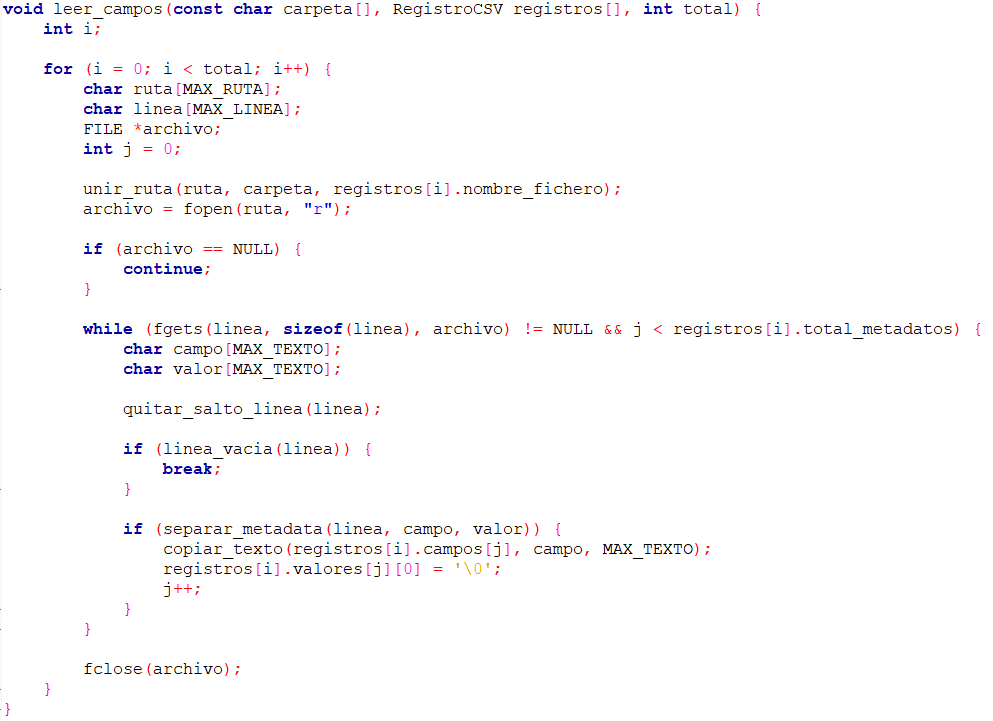 void leer_campos(const char carpeta[], RegistroCSV registros[], int total) {
    int i;

    for (i = 0; i < total; i++) {
        char ruta[MAX_RUTA];
        char linea[MAX_LINEA];
        FILE *archivo;
        int j = 0;

        unir_ruta(ruta, carpeta, registros[i].nombre_fichero);
        archivo = fopen(ruta, "r");

        if (archivo == NULL) {
            continue;
        }

        while (fgets(linea, sizeof(linea), archivo) != NULL && j < registros[i].total_metadatos) {
            char campo[MAX_TEXTO];
            char valor[MAX_TEXTO];

            quitar_salto_linea(linea);

            if (linea_vacia(linea)) {
                break;
            }

            if (separar_metadata(linea, campo, valor)) {
                copiar_texto(registros[i].campos[j], campo, MAX_TEXTO);
                registros[i].valores[j][0] = '\0';
                j++;
            }
        }

        fclose(archivo);
    }
}